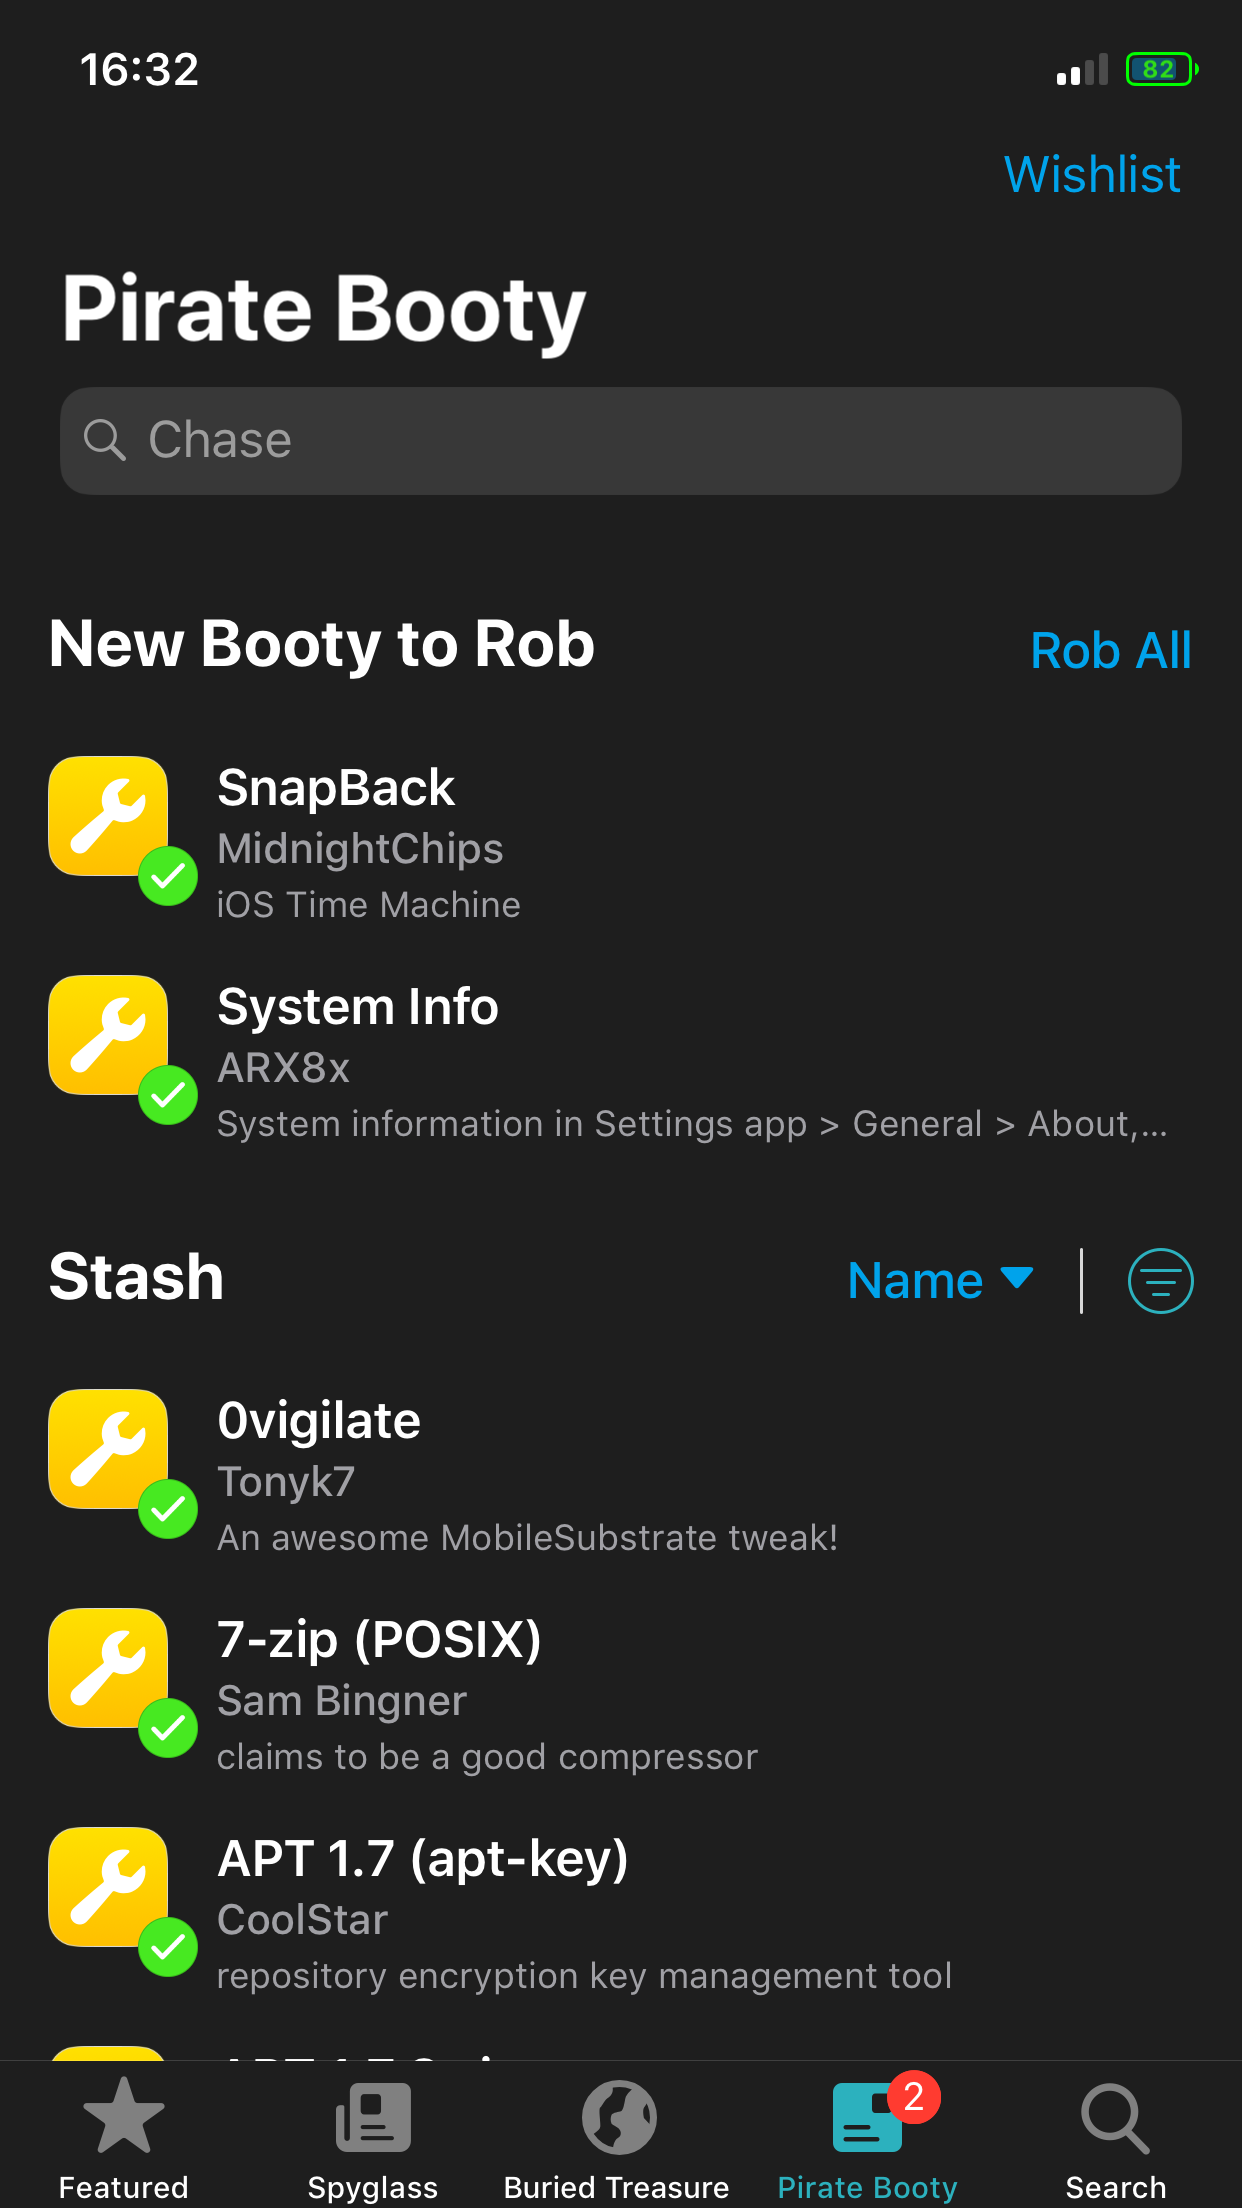 16:32
82
Wishlist
Pirate Booty
Chase
New Booty to Rob
Rob All
SnapBack
MidnightChips
iOS Time Machine
System Info
ARX8x
System information in Settings app > General > About,...
Stash
Name
0vigilate
Tonyk7
An awesome MobileSubstrate tweak!
7-zip (POSIX)
Sam Bingner
claims to be a good compressor
APT 1.7 (apt-key)
CoolStar
repository encryption key management tool
2
Featured
Spyglass
Buried Treasure
Pirate Booty
Search